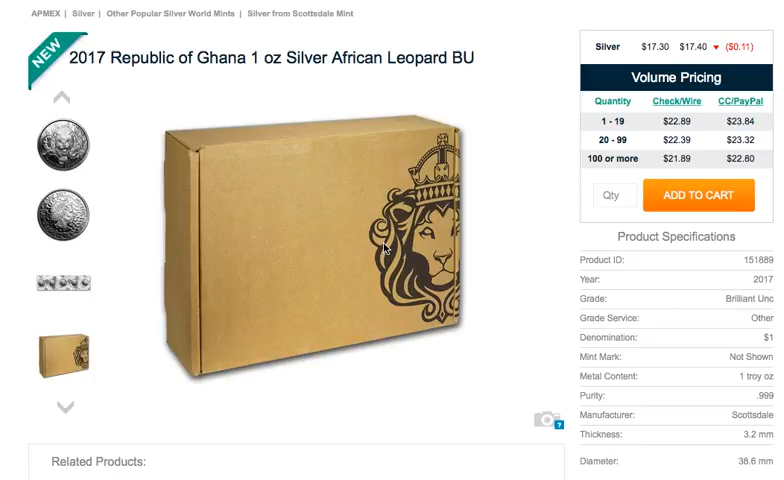 APMEX | Silver | Other Popular Silver World Mints | Silver from Scottsdale Mint
NEW
2017 Republic of Ghana 1 oz Silver African Leopard BU
Silver $17.30 $17.40 ($0.11)
Volume Pricing
Quantity Check/Wire CC/PayPal
1 - 19 $22.89 $23.84
20 - 99 $22.39 $23.32
100 or more $21.89 $22.80
Qty ADD TO CART
Product Specifications
Product ID: 151889
Year: 2017
Grade: Brilliant Unc
Grade Service: Other
Denomination: $1
Mint Mark: Not Shown
Metal Content: 1 troy oz
Purity: .999
Manufacturer: Scottsdale
Thickness: 3.2 mm
Diameter: 38.6 mm
?
Related Products: